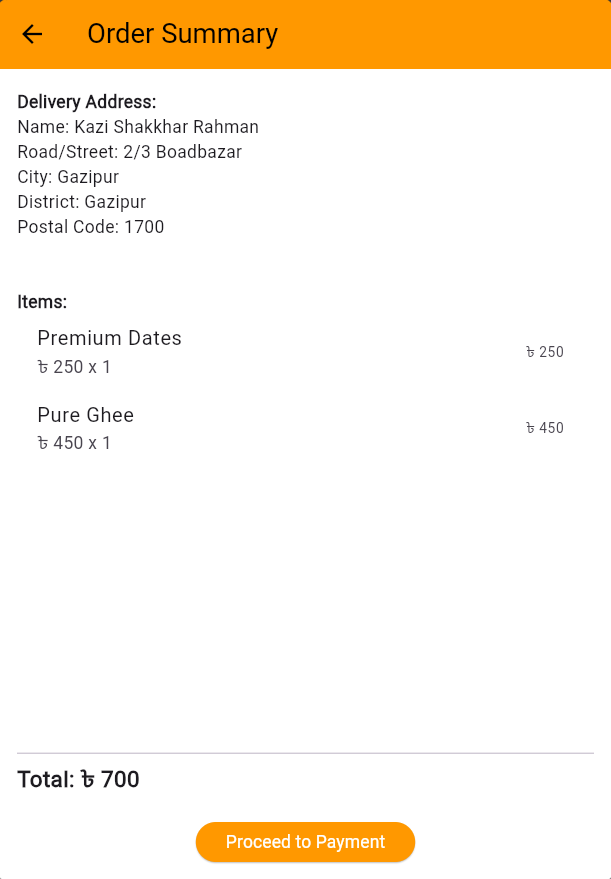 Order Summary
Delivery Address:
Name: Kazi Shakkhar Rahman
Road/Street: 2/3 Boadbazar
City: Gazipur
District: Gazipur
Postal Code: 1700
Items:
Premium Dates
৳ 250 x 1
৳ 250
Pure Ghee
৳ 450 x 1
৳ 450
Total: ৳ 700
Proceed to Payment